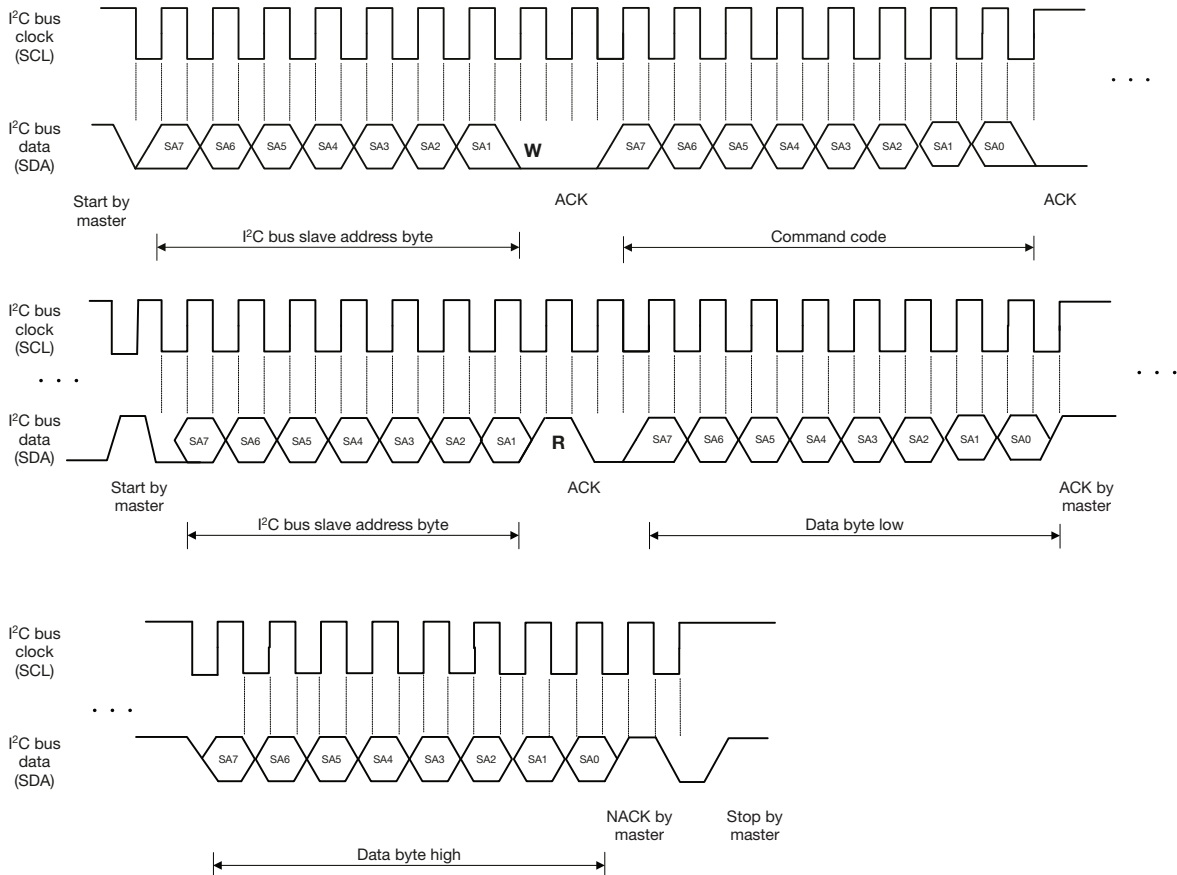 I²C bus
clock
(SCL)
. . .
I²C bus
data
(SDA)
SA7 SA6 SA5 SA4 SA3 SA2 SA1 W SA7 SA6 SA5 SA4 SA3 SA2 SA1 SA0
Start by
master
ACK
ACK
I²C bus slave address byte
Command code
I²C bus
clock
(SCL)
. . .
. . .
I²C bus
data
(SDA)
SA7 SA6 SA5 SA4 SA3 SA2 SA1 R SA7 SA6 SA5 SA4 SA3 SA2 SA1 SA0
Start by
master
ACK
ACK by
master
I²C bus slave address byte
Data byte low
I²C bus
clock
(SCL)
. . .
I²C bus
data
(SDA)
SA7 SA6 SA5 SA4 SA3 SA2 SA1 SA0
NACK by
master
Stop by
master
Data byte high